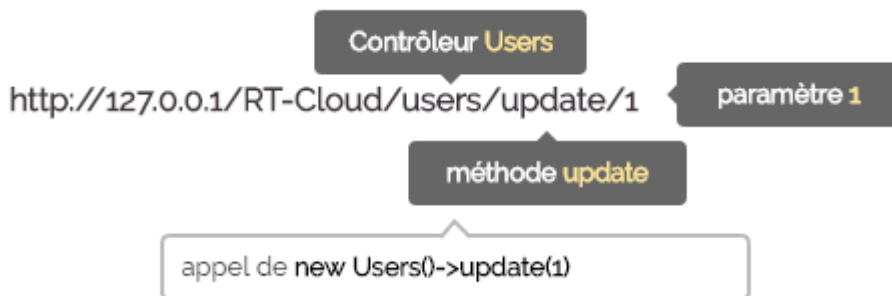 Contrôleur Users
http://127.0.0.1/RT-Cloud/users/update/1
paramètre 1
méthode update
appel de new Users()->update(1)